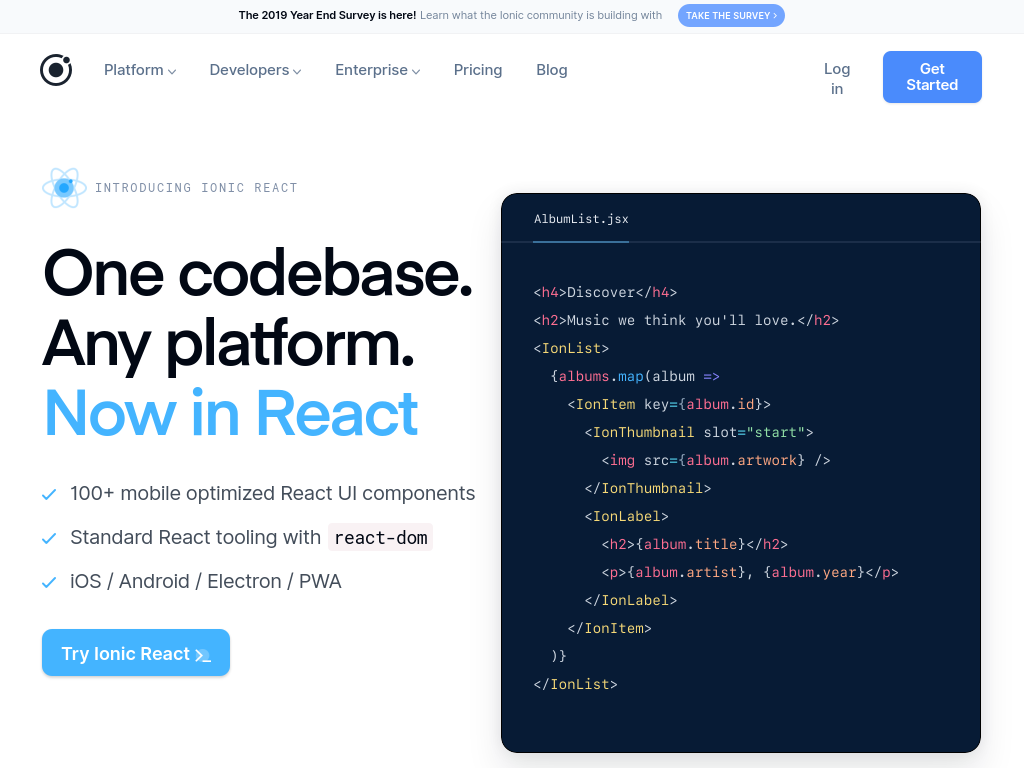 The 2019 Year End Survey is here! Learn what the Ionic community is building with TAKE THE SURVEY ›
Platform Developers Enterprise Pricing Blog
Log
in
Get
Started
INTRODUCING IONIC REACT
One codebase.
Any platform.
Now in React
100+ mobile optimized React UI components
Standard React tooling with react-dom
iOS / Android / Electron / PWA
Try Ionic React
AlbumList.jsx
<h4>Discover</h4>
<h2>Music we think you'll love.</h2>
<IonList>
  {albums.map(album =>
    <IonItem key={album.id}>
      <IonThumbnail slot="start">
        <img src={album.artwork} />
      </IonThumbnail>
      <IonLabel>
        <h2>{album.title}</h2>
        <p>{album.artist}, {album.year}</p>
      </IonLabel>
    </IonItem>
  )}
</IonList>